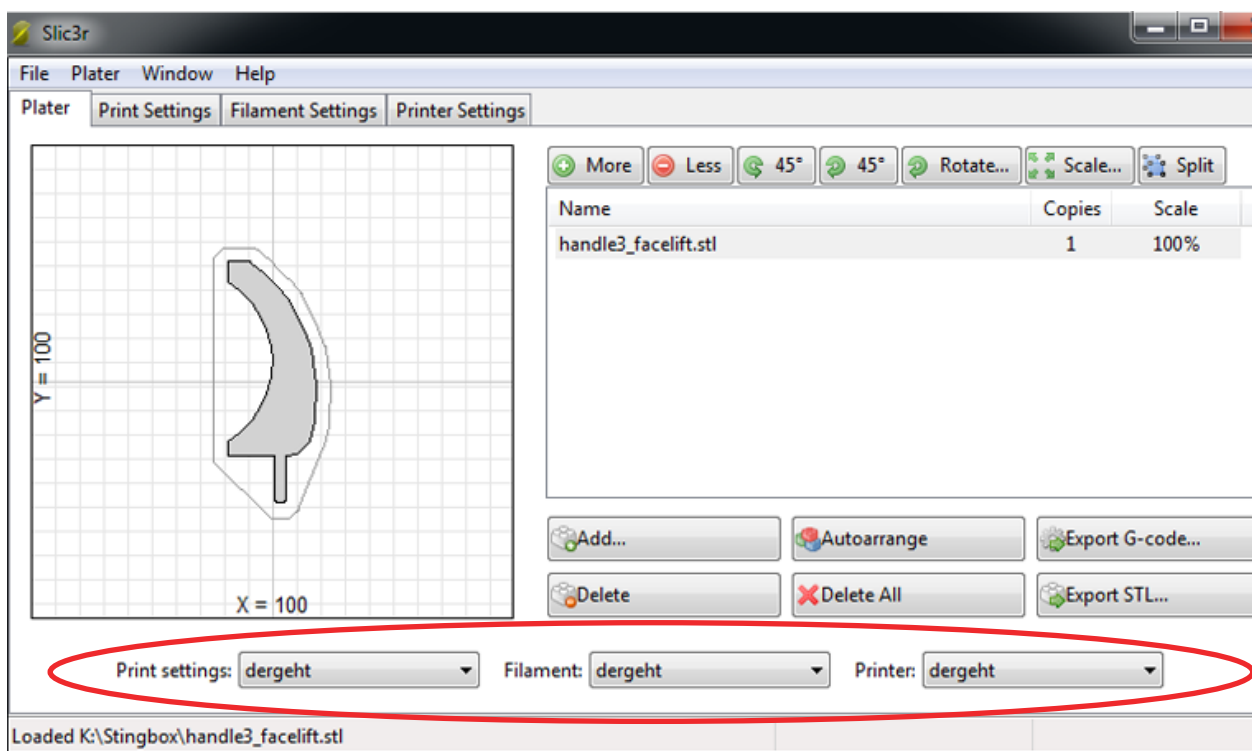 Slic3r
File Plater Window Help
Plater Print Settings Filament Settings Printer Settings
More Less 45° 45° Rotate... Scale... Split
Name Copies Scale
handle3_facelift.stl 1 100%
Y = 100
X = 100
Add... Autoarrange Export G-code...
Delete Delete All Export STL...
Print settings: dergeht Filament: dergeht Printer: dergeht
Loaded K:\Stingbox\handle3_facelift.stl